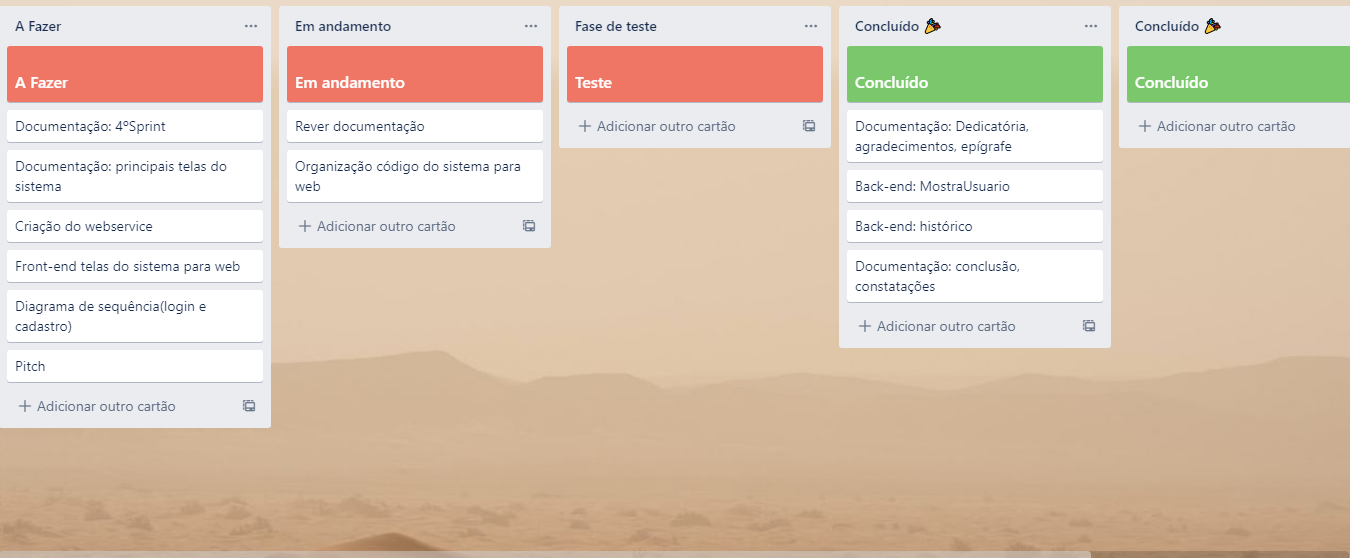 A Fazer
A Fazer
Documentação: 4ºSprint
Documentação: principais telas do
sistema
Criação do webservice
Front-end telas do sistema para web
Diagrama de sequência(login e
cadastro)
Pitch
Adicionar outro cartão
Em andamento
Em andamento
Rever documentação
Organização código do sistema para
web
Adicionar outro cartão
Fase de teste
Teste
Adicionar outro cartão
Concluído 🎉
Concluído
Documentação: Dedicatória,
agradecimentos, epígrafe
Back-end: MostraUsuario
Back-end: histórico
Documentação: conclusão,
constatações
Adicionar outro cartão
Concluído 🎉
Concluído
Adicionar outro cartão